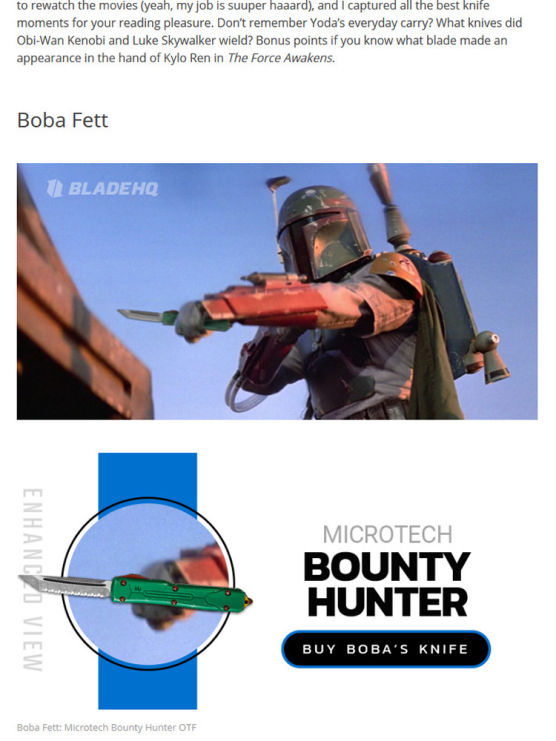 to rewatch the movies (yeah, my job is suuper haaard), and I captured all the best knife
moments for your reading pleasure. Don’t remember Yoda’s everyday carry? What knives did
Obi-Wan Kenobi and Luke Skywalker wield? Bonus points if you know what blade made an
appearance in the hand of Kylo Ren in The Force Awakens.
Boba Fett
BLADEHQ
ENHANCED VIEW
MICROTECH
BOUNTY
HUNTER
BUY BOBA’S KNIFE
Boba Fett: Microtech Bounty Hunter OTF